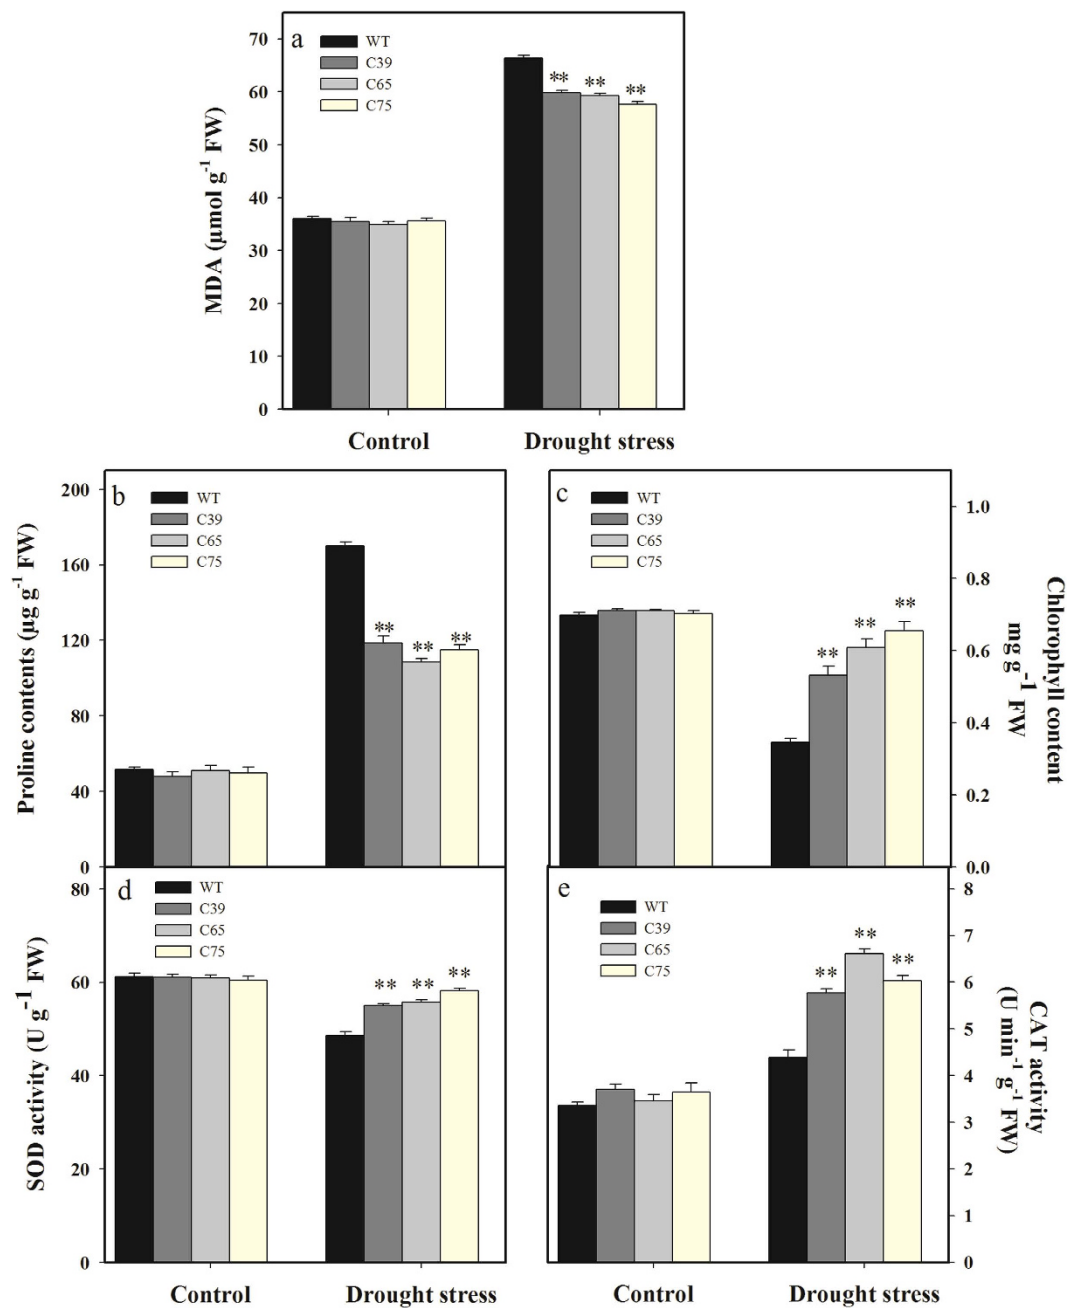 a
WT
C39
C65
C75
70
60
50
40
30
20
10
0
MDA (µmol g-1 FW)
** ** **
Control Drought stress
b
WT
C39
C65
C75
200
160
120
80
40
0
Proline contents (µg g-1 FW)
** ** **
c
WT
C39
C65
C75
1.0
0.8
0.6
0.4
0.2
0.0
Chlorophyll content
mg g-1 FW
** ** **
d
WT
C39
C65
C75
80
60
40
20
0
SOD activity (U g-1 FW)
** ** **
Control Drought stress
e
WT
C39
C65
C75
8
7
6
5
4
3
2
1
0
CAT activity
(U min-1 g-1 FW)
** ** **
Control Drought stress